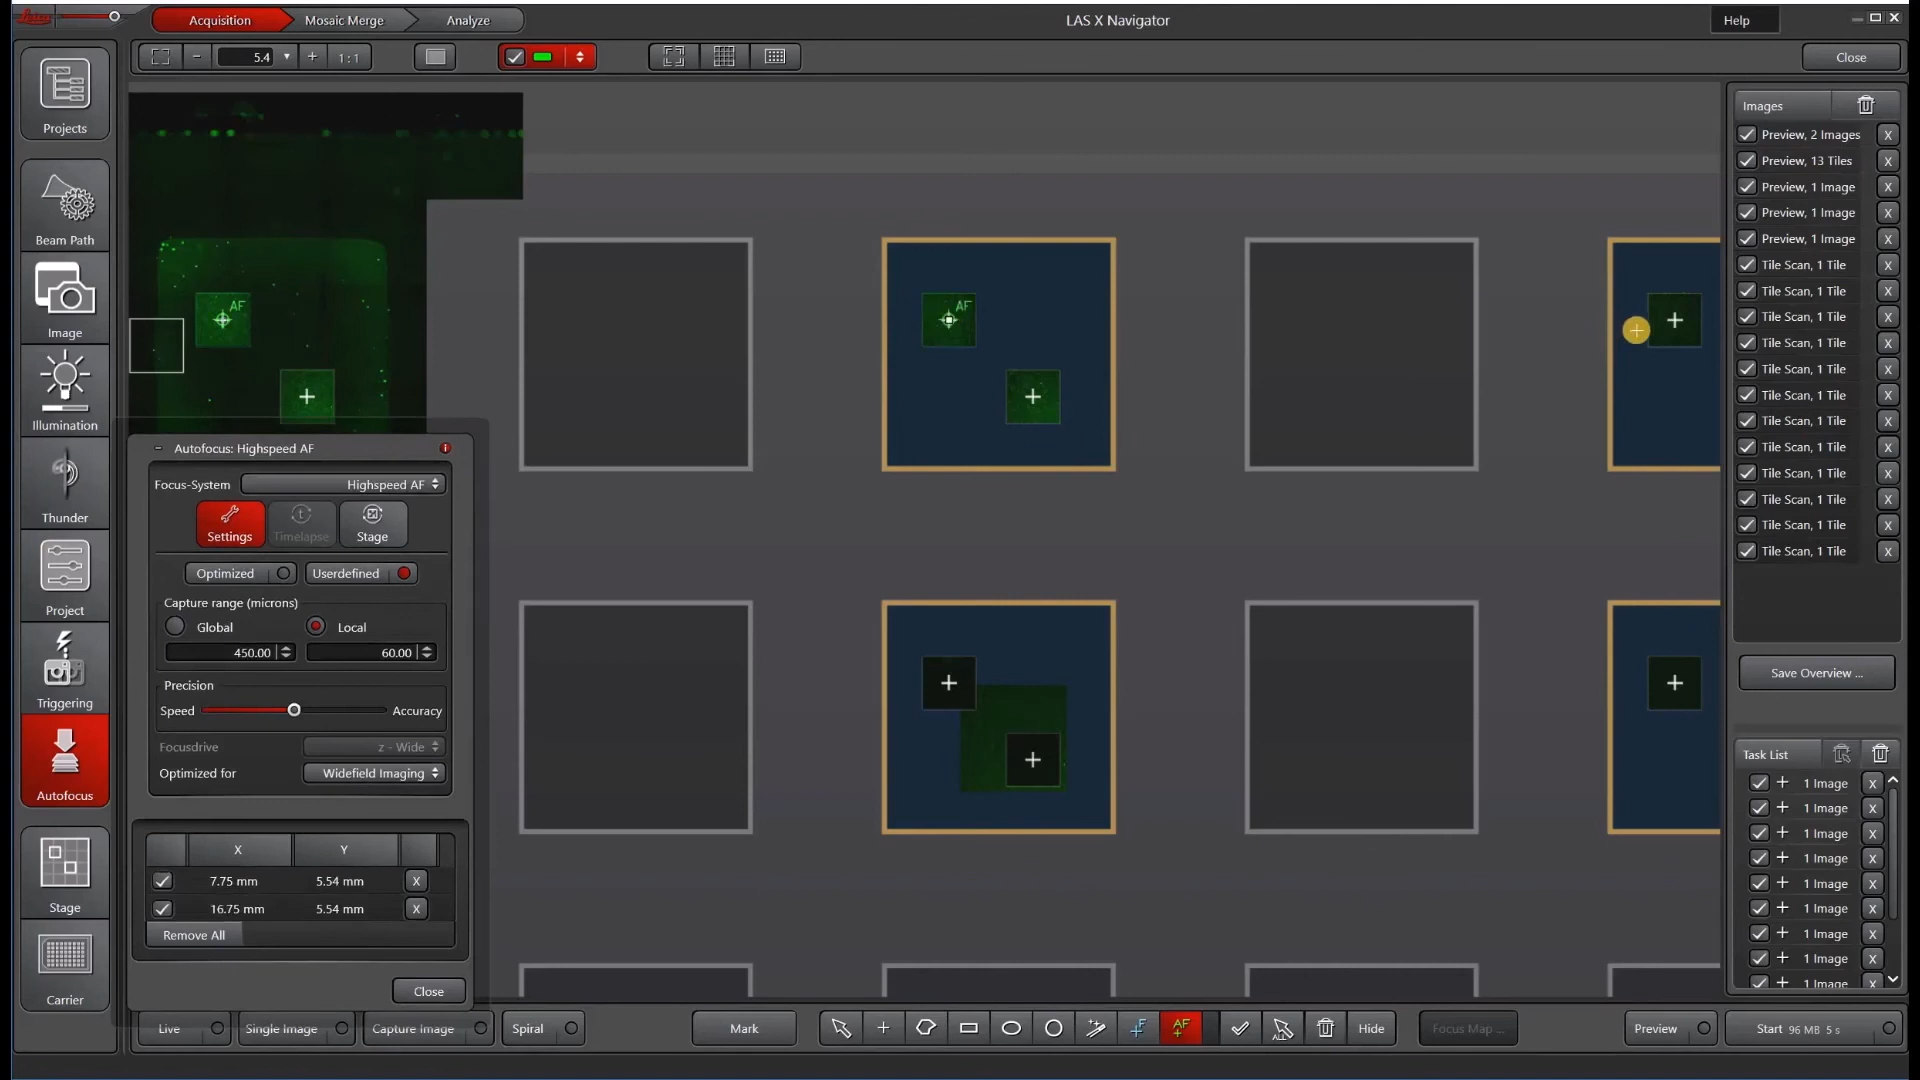 Leica
Acquisition
Mosaic Merge
Analyze
LAS X Navigator
Help
5.4
1:1
Close
Projects
Beam Path
Image
Illumination
Thunder
Project
Triggering
Autofocus
Stage
Carrier
AF
AF
Autofocus: Highspeed AF
Focus-System
Highspeed AF
Settings
Timelapse
Stage
Optimized
Userdefined
Capture range (microns)
Global
Local
450.00
60.00
Precision
Speed
Accuracy
Focusdrive
z - Wide
Optimized for
Widefield Imaging
X
Y
7.75 mm
5.54 mm
X
16.75 mm
5.54 mm
X
Remove All
Close
Images
Preview, 2 Images X
Preview, 13 Tiles X
Preview, 1 Image X
Preview, 1 Image X
Preview, 1 Image X
Tile Scan, 1 Tile X
Tile Scan, 1 Tile X
Tile Scan, 1 Tile X
Tile Scan, 1 Tile X
Tile Scan, 1 Tile X
Tile Scan, 1 Tile X
Tile Scan, 1 Tile X
Tile Scan, 1 Tile X
Tile Scan, 1 Tile X
Tile Scan, 1 Tile X
Tile Scan, 1 Tile X
Tile Scan, 1 Tile X
Save Overview ...
Task List
1 Image X
1 Image X
1 Image X
1 Image X
1 Image X
1 Image X
1 Image X
1 Image X
1 Image X
Live
Single Image
Capture Image
Spiral
Mark
F
AF
ALL
Hide
Focus Map ...
Preview
Start 96 MB 5 s